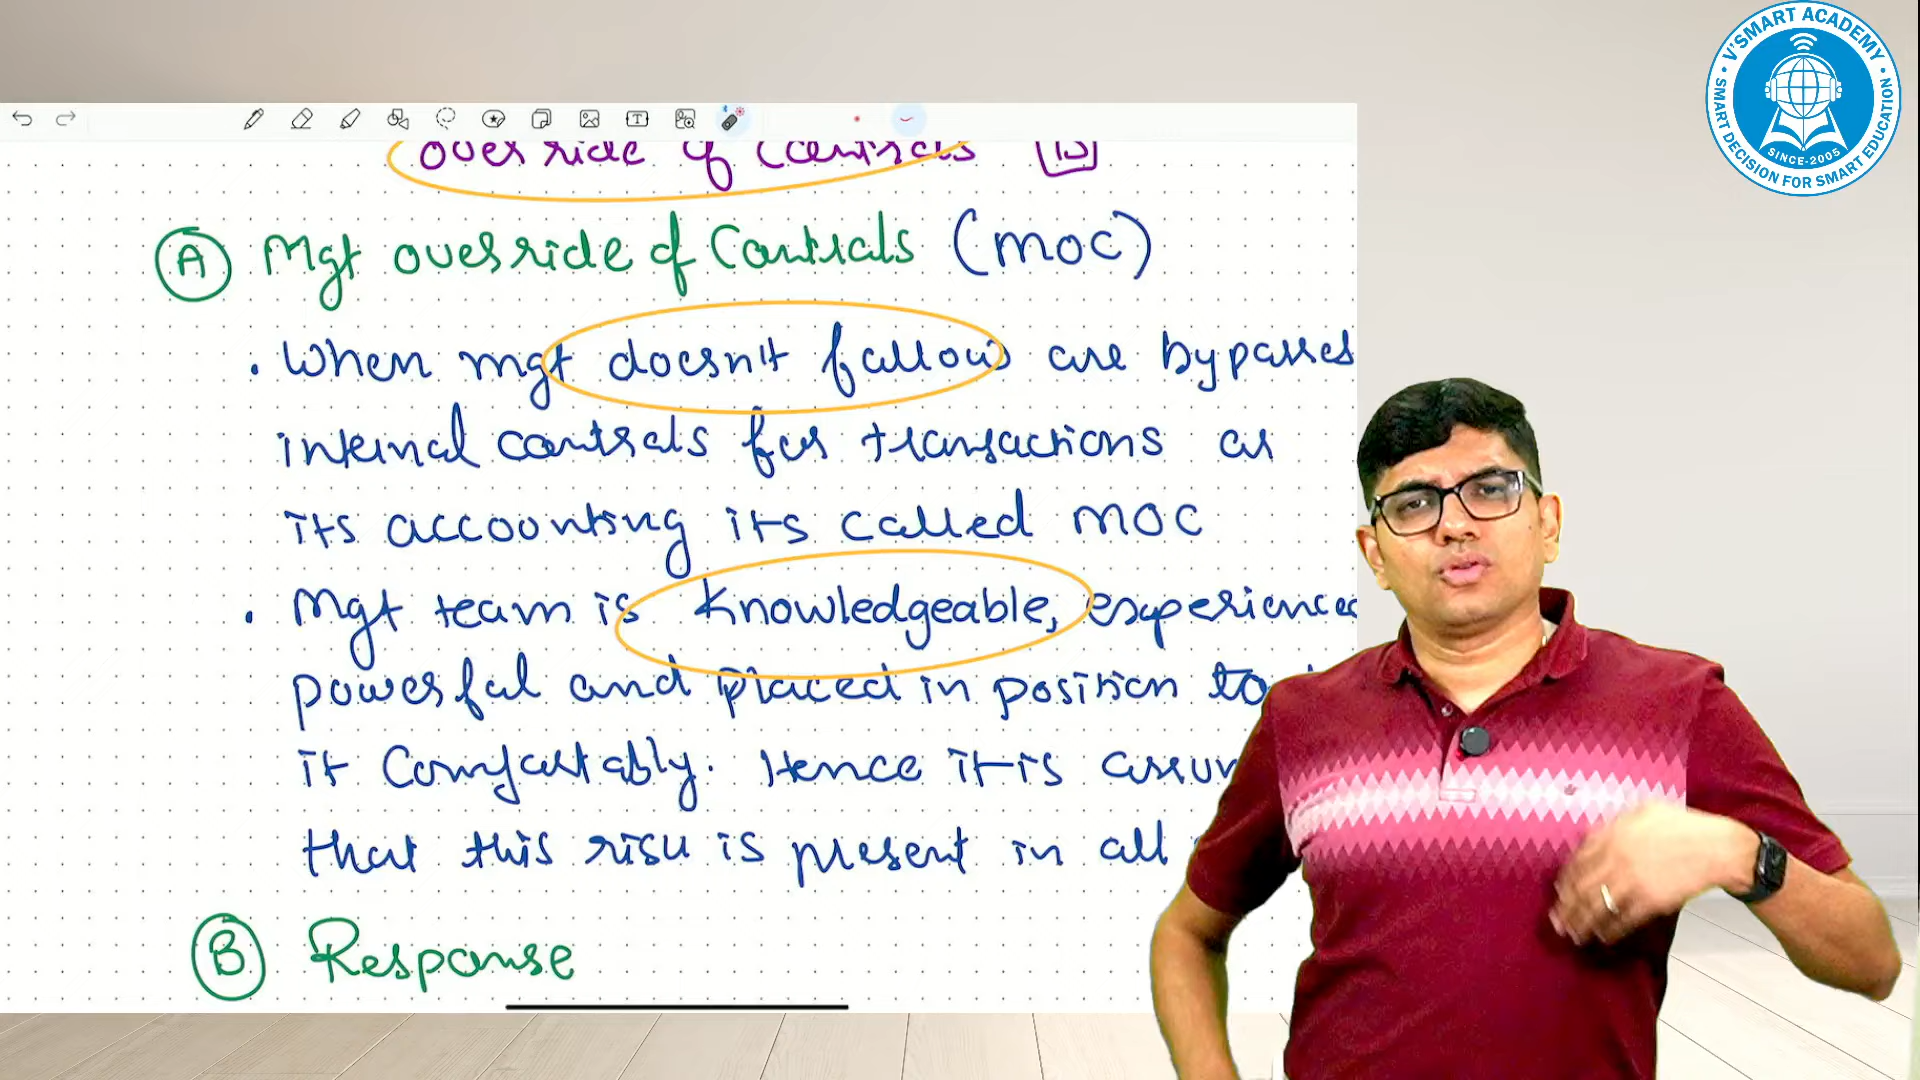 override of Controls 13
A Mgt override of Controls (MOC)
. When mgt doesn't follow are bypasses
internal controls for transactions or
its accounting its called MOC
. Mgt team is knowledgeable, experienced
powerful and placed in position to
it Comfortably. Hence it is
that this risk is present in all
B Response
V'SMART ACADEMY
SINCE-2005
SMART DECISION FOR SMART EDUCATION